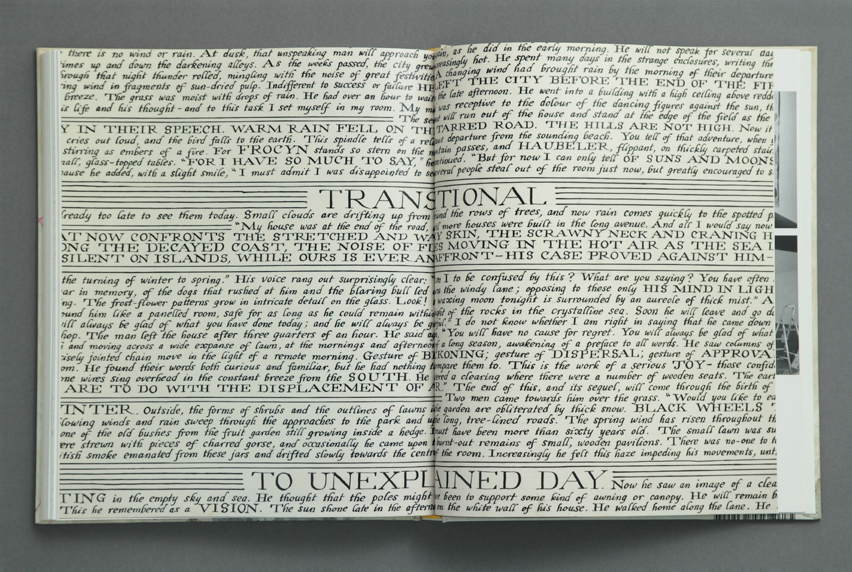 there is no wind or rain. At dusk, that unspeaking man will approach you again, as he did in the early morning. He will not speak for several da
imes up and down the darkening alleys. As the weeks passed, the city grew increasingly hot. He spent many days in the strange enclosures, writing the
hrough that night thunder rolled, mingling with the noise of great festivities. A changing wind had brought rain by the morning of their departure
ring wind in fragments of sun-dried pulp. Indifferent to success or failure HE LEFT THE CITY BEFORE THE END OF THE FI
breeze. The grass was moist with drops of rain. He had over an hour to wait late afternoon. He went into a building with a high ceiling above
is life and his thought - and to this task I set myself in my room. My was receptive to the dolour of the dancing figures against the sun, th
The will run out of the house and stand at the edge of the field as the
Y IN THEIR SPEECH. WARM RAIN FELL ON TH TARRED ROAD. THE HILLS ARE NOT HIGH. Now it
cries out loud, and the bird falls to the earth. This spindle tells of a departure from the sounding beach. You tell of that adventure, when
stirring as embers of a fire. For F'ROCYN stands so stern on the passes, and HAUBE'LER, flippant, on thickly carpeted stair
all, glass-topped tables. "FOR I HAVE SO MUCH TO SAY," he continued. "But for now I can only tell OF SUNS AND MOONS
ause he added, with a slight smile, "I must admit I was disappointed to see several people steal out of the room just now, but greatly encouraged to s
TRANSITIONAL
lready too late to see them today. Small clouds are drifting up from and the rows of trees, and now rain comes quickly to the spotted p
"My house was at the end of the road, more houses were built in the long avenue. And all I would say now
AT NOW CONFRONTS THE STRETCHED AND WAXY SKIN, THE SCRAWNY NECK AND CRANING H
ONG THE DECAYED COAST, THE NOISE OF MOVING IN THE HOT AIR AS THE SEA
SILENT ON ISLANDS, WHILE OURS IS EVER AN AFFRONT - HIS CASE PROVED AGAINST HIM-
the turning of winter to spring." His voice rang out surprisingly clear; "Am I to be confused by this? What are you saying? You have often
ar in memory, of the dogs that rushed at him and the blaring bull led the windy lane; opposing to these only HIS MIND IN LIGH
ng. The frost-flower patterns grow in intricate detail on the glass. Look! waxing moon tonight is surrounded by an aureole of thick mist." A
ound him like a panelled room, safe for as long as he could remain within of the rocks in the crystalline sea. Soon he will leave and go
ill always be glad of what you have done today; and he will always be I do not know whether I am right in saying that he came down
hop. The man left the house after three quarters of an hour. He said "You will have no cause for regret. You will always be glad of what
and moving across a wide expanse of lawn, at the mornings and afternoons of a long season, awakening of a preface to all words. He saw columns of
isely jointed chain move in the light of a remote morning. Gesture of BECKONING; gesture of DISPERSAL; gesture of APPROVA
om. He found their words both curious and familiar, but he had nothing to compare them to. This is the work of a serious TOY - those
one wires sing overhead in the constant breeze from the SOUTH. He a clearing where there were a number of wooden seats. The
ARE TO DO WITH THE DISPLACEMENT OF AIR." The end of this, and its sequel, will come through the birth of
Two men came towards him over the grass. "Would you like to
INTER. Outside, the forms of shrubs and the outlines of lawns in the garden are obliterated by thick snow. BLACK WHEELS
lowing winds and rain sweep through the approaches to the park and up the long, tree-lined roads. The spring wind has risen throughout th
one of the old bushes from the fruit garden still growing inside a hedge. must have been more than sixty years old. The small lawn was
ere strewn with pieces of charred gorse, and occasionally he came upon burnt-out remains of small, wooden pavilions. There was no-one to
tish smoke emanated from these jars and drifted slowly towards the centre of the room. Increasingly he felt this haze impeding his movements, unti
TO UNEXPLAINED DAY. Now he saw an image of a clea
TING in the empty sky and sea. He thought that the poles might have been to support some kind of awning or canopy. He will remain
This he remembered as a "VISION. The sun shone late in the afternoon on the white wall of his house. He walked home along the lane. He